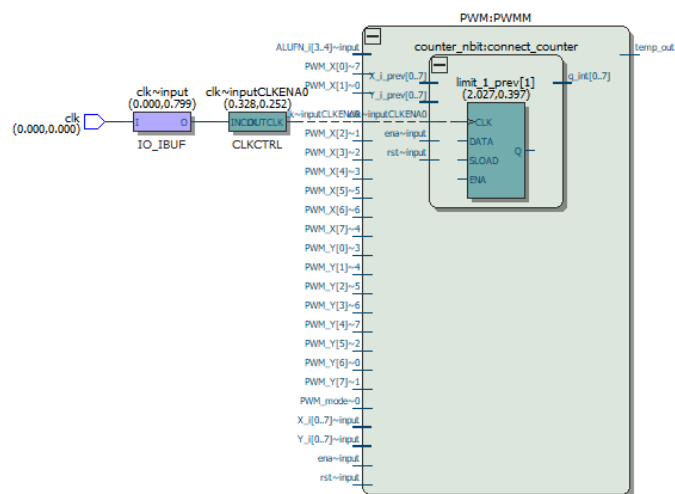 PWM:PWMM
ALUFN_i[3..4]~input
temp_out
counter_nbit:connect_counter
PWM_X[0]~7
X_i_prev[0..7]
limit_1_prev[1]
q_int[0..7]
clk~input
clk~inputCLKENA0
PWM_X[1]~0
Y_i_prev[0..7]
(2.027,0.397)
(0.000,0.799)
(0.328,0.252)
clk
(0.000,0.000)
I
O
OUTCLK
k~inputCLKENA0
~inputCLKENA0
CLK
IO_IBUF
CLKCTRL
PWM_X[2]~1
ena~input
DATA
PWM_X[3]~2
rst~input
SLOAD
Q
PWM_X[4]~3
ENA
PWM_X[5]~5
PWM_X[6]~6
PWM_X[7]~4
PWM_Y[0]~3
PWM_Y[1]~4
PWM_Y[2]~5
PWM_Y[3]~6
PWM_Y[4]~7
PWM_Y[5]~2
PWM_Y[6]~0
PWM_Y[7]~1
PWM_mode~0
X_i[0..7]~input
Y_i[0..7]~input
ena~input
rst~input